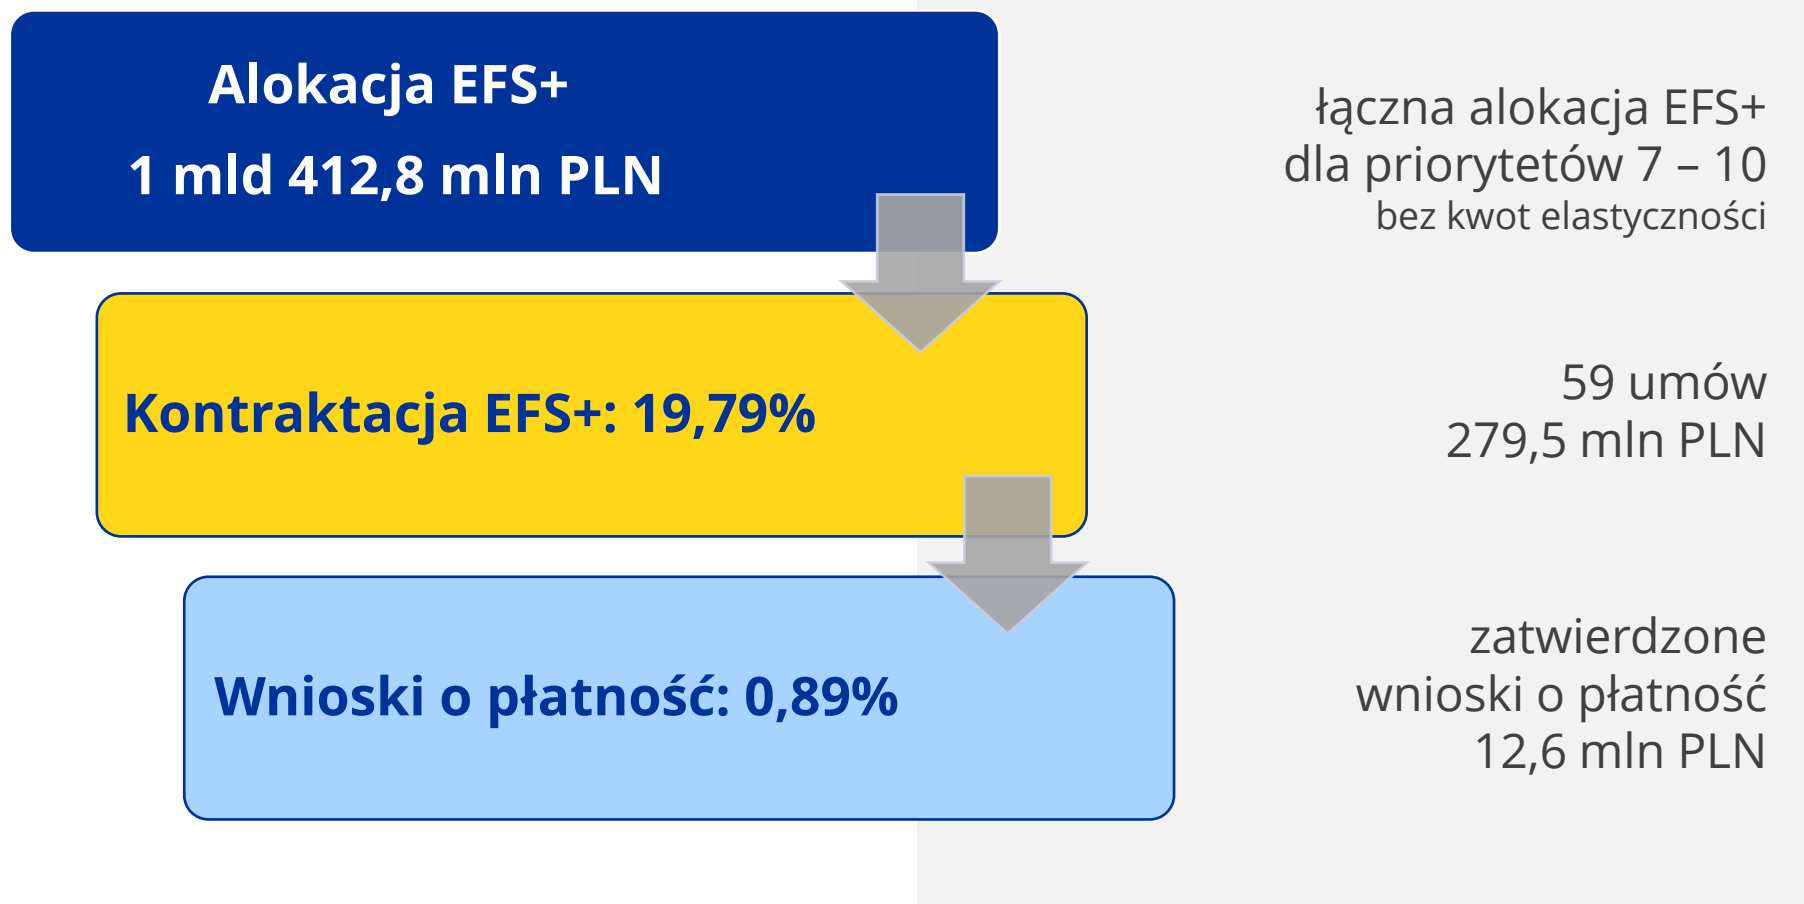 Alokacja EFS+
1 mld 412,8 mln PLN
łączna alokacja EFS+
dla priorytetów 7 – 10
bez kwot elastyczności
Kontraktacja EFS+: 19,79%
59 umów
279,5 mln PLN
Wnioski o płatność: 0,89%
zatwierdzone
wnioski o płatność
12,6 mln PLN